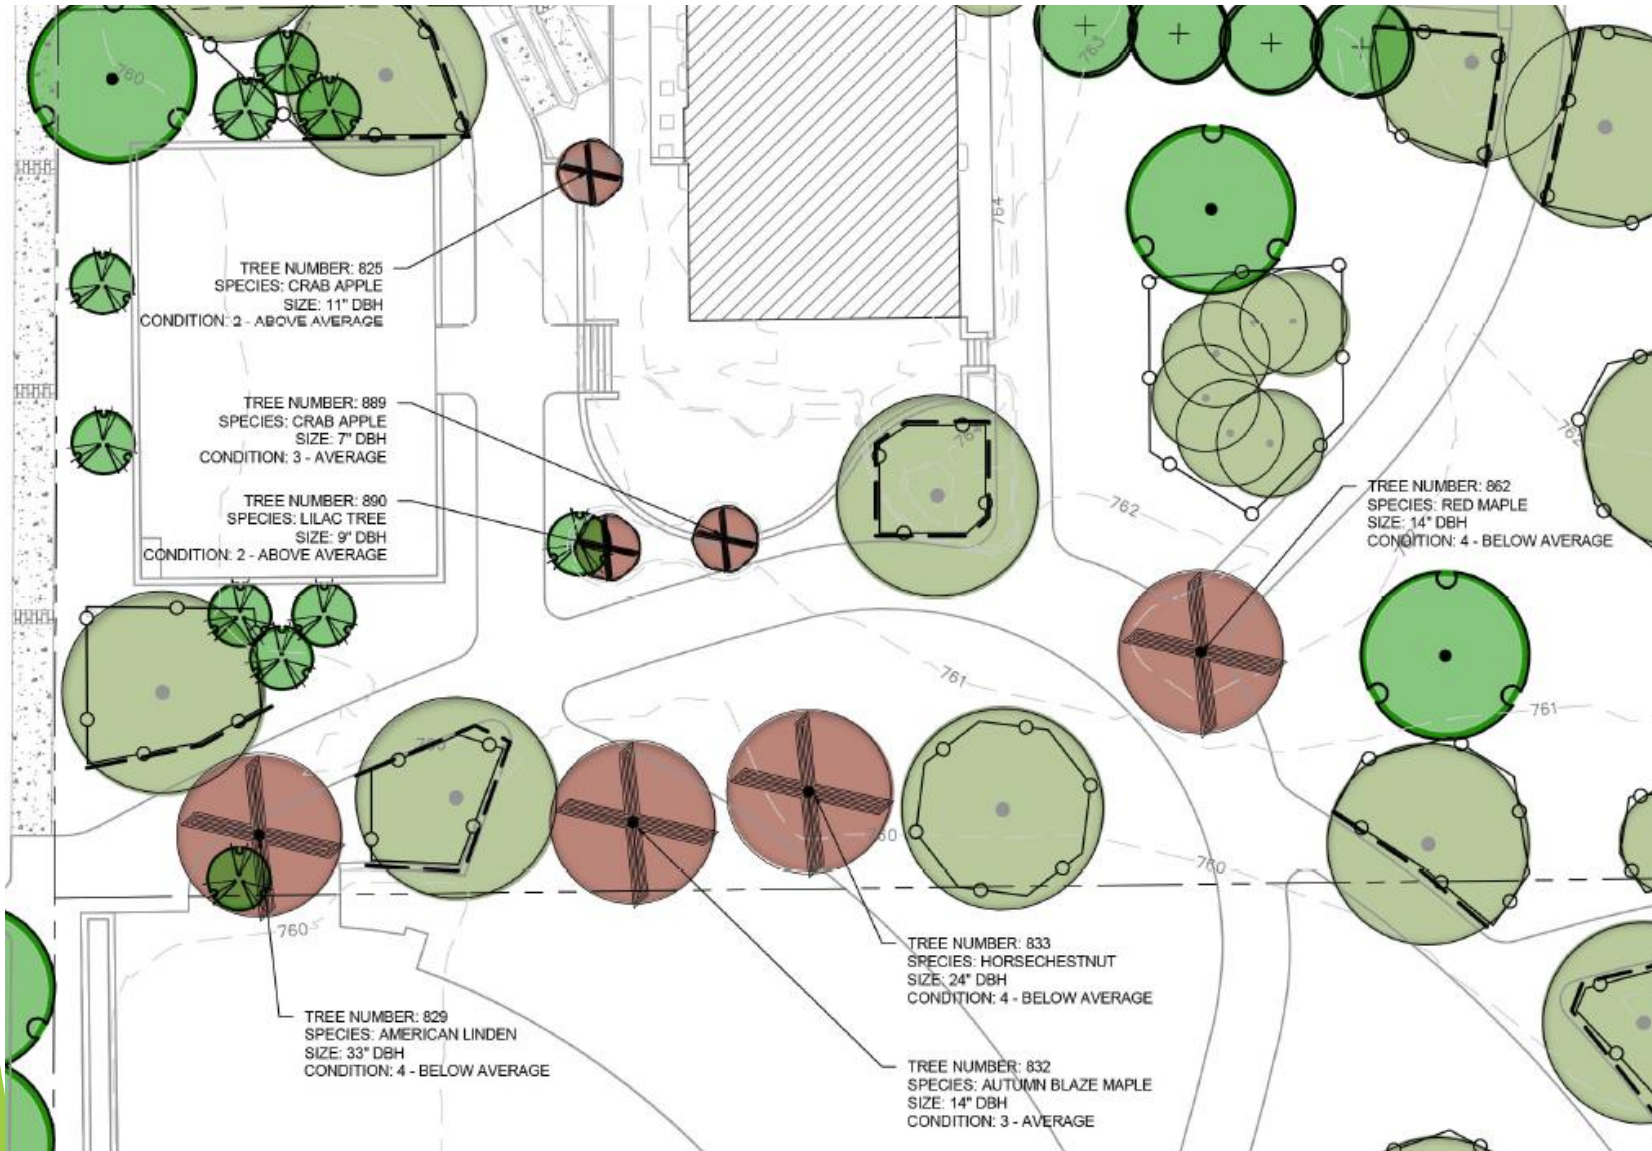 760
763
764
TREE NUMBER: 825
SPECIES: CRAB APPLE
SIZE: 11" DBH
CONDITION: 2 - ABOVE AVERAGE
TREE NUMBER: 889
SPECIES: CRAB APPLE
SIZE: 7" DBH
CONDITION: 3 - AVERAGE
762
TREE NUMBER: 890
SPECIES: LILAC TREE
SIZE: 9" DBH
CONDITION: 2 - ABOVE AVERAGE
762
TREE NUMBER: 862
SPECIES: RED MAPLE
SIZE: 14" DBH
CONDITION: 4 - BELOW AVERAGE
761
761
760
760
760
TREE NUMBER: 833
SPECIES: HORSECHESTNUT
SIZE: 24" DBH
CONDITION: 4 - BELOW AVERAGE
TREE NUMBER: 829
SPECIES: AMERICAN LINDEN
SIZE: 33" DBH
CONDITION: 4 - BELOW AVERAGE
TREE NUMBER: 832
SPECIES: AUTUMN BLAZE MAPLE
SIZE: 14" DBH
CONDITION: 3 - AVERAGE